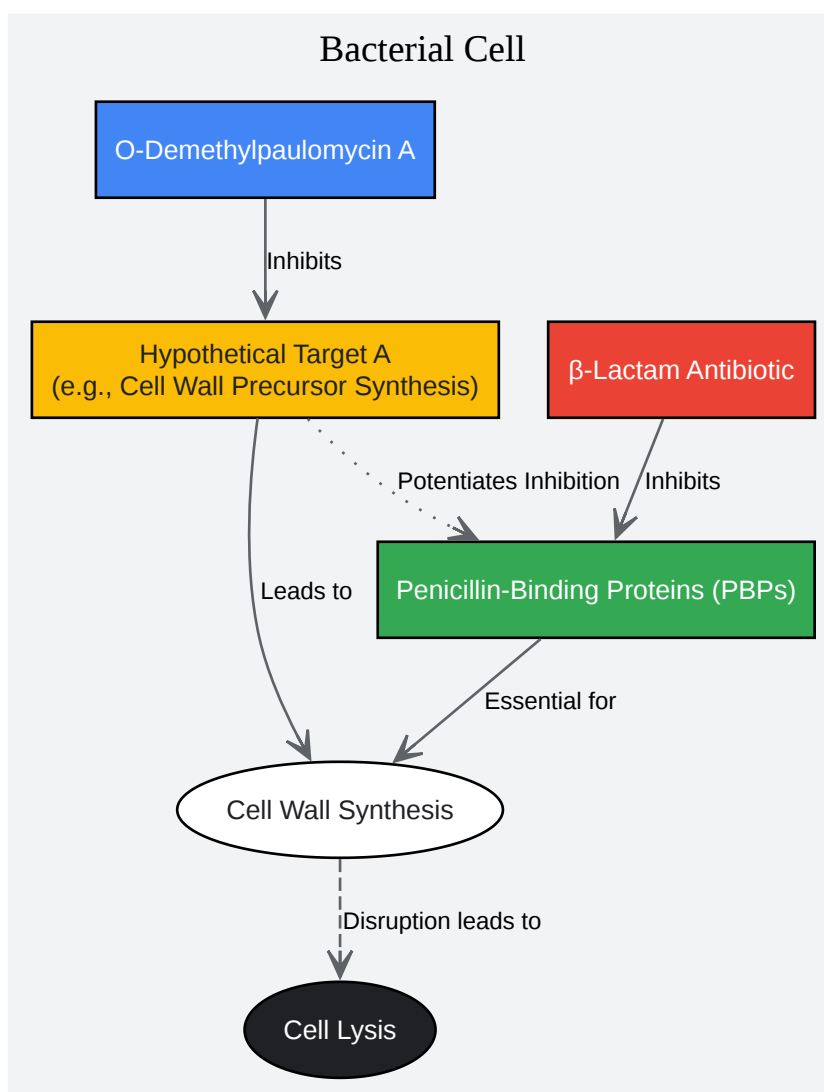 Bacterial Cell
O-Demethylpaulomycin A
Inhibits
Hypothetical Target A
(e.g., Cell Wall Precursor Synthesis)
β-Lactam Antibiotic
Potentiates Inhibition
Inhibits
Leads to
Penicillin-Binding Proteins (PBPs)
Essential for
Cell Wall Synthesis
Disruption leads to
Cell Lysis